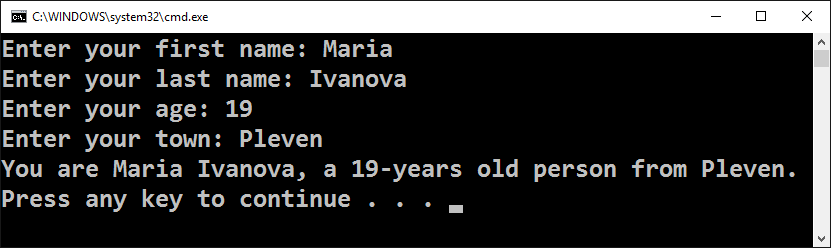 C:\WINDOWS\system32\cmd.exe
Enter your first name: Maria
Enter your last name: Ivanova
Enter your age: 19
Enter your town: Pleven
You are Maria Ivanova, a 19-years old person from Pleven.
Press any key to continue . . .